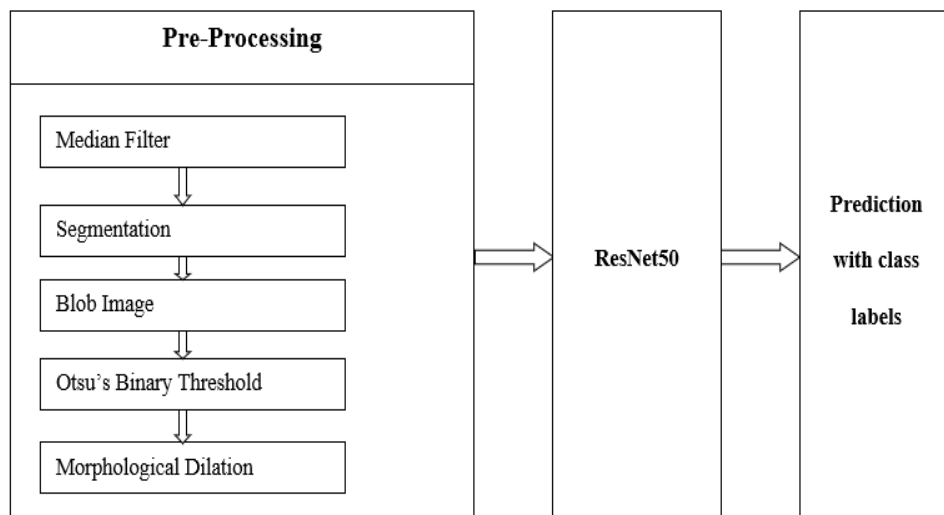 Pre-Processing
Median Filter
Segmentation
Blob Image
Otsu’s Binary Threshold
Morphological Dilation
ResNet50
Prediction
with class
labels